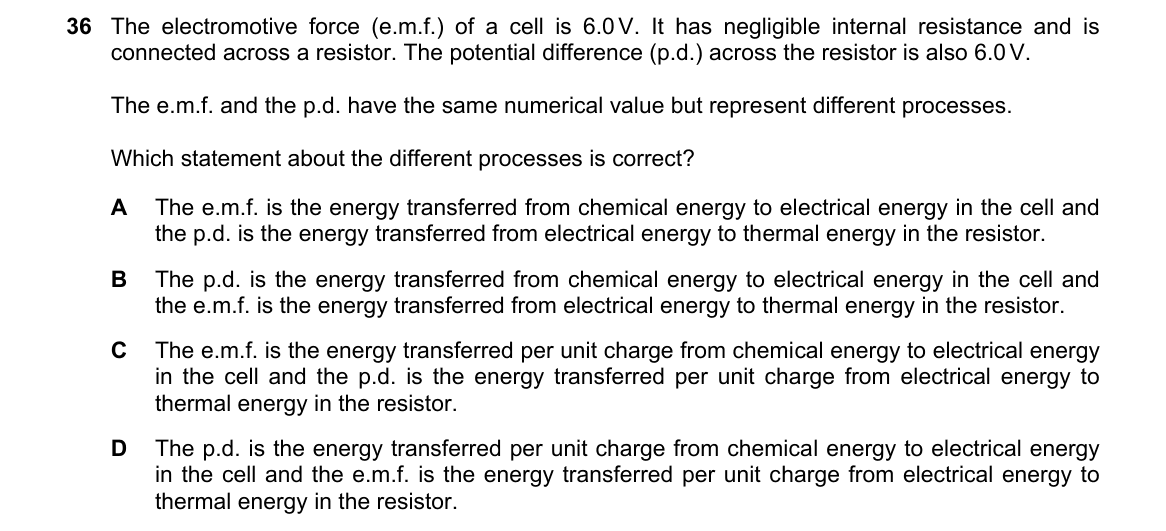 36 The electromotive force (e.m.f.) of a cell is 6.0 V. It has negligible internal resistance and is
connected across a resistor. The potential difference (p.d.) across the resistor is also 6.0 V.
The e.m.f. and the p.d. have the same numerical value but represent different processes.
Which statement about the different processes is correct?
A The e.m.f. is the energy transferred from chemical energy to electrical energy in the cell and
the p.d. is the energy transferred from electrical energy to thermal energy in the resistor.
B The p.d. is the energy transferred from chemical energy to electrical energy in the cell and
the e.m.f. is the energy transferred from electrical energy to thermal energy in the resistor.
C The e.m.f. is the energy transferred per unit charge from chemical energy to electrical energy
in the cell and the p.d. is the energy transferred per unit charge from electrical energy to
thermal energy in the resistor.
D The p.d. is the energy transferred per unit charge from chemical energy to electrical energy
in the cell and the e.m.f. is the energy transferred per unit charge from electrical energy to
thermal energy in the resistor.